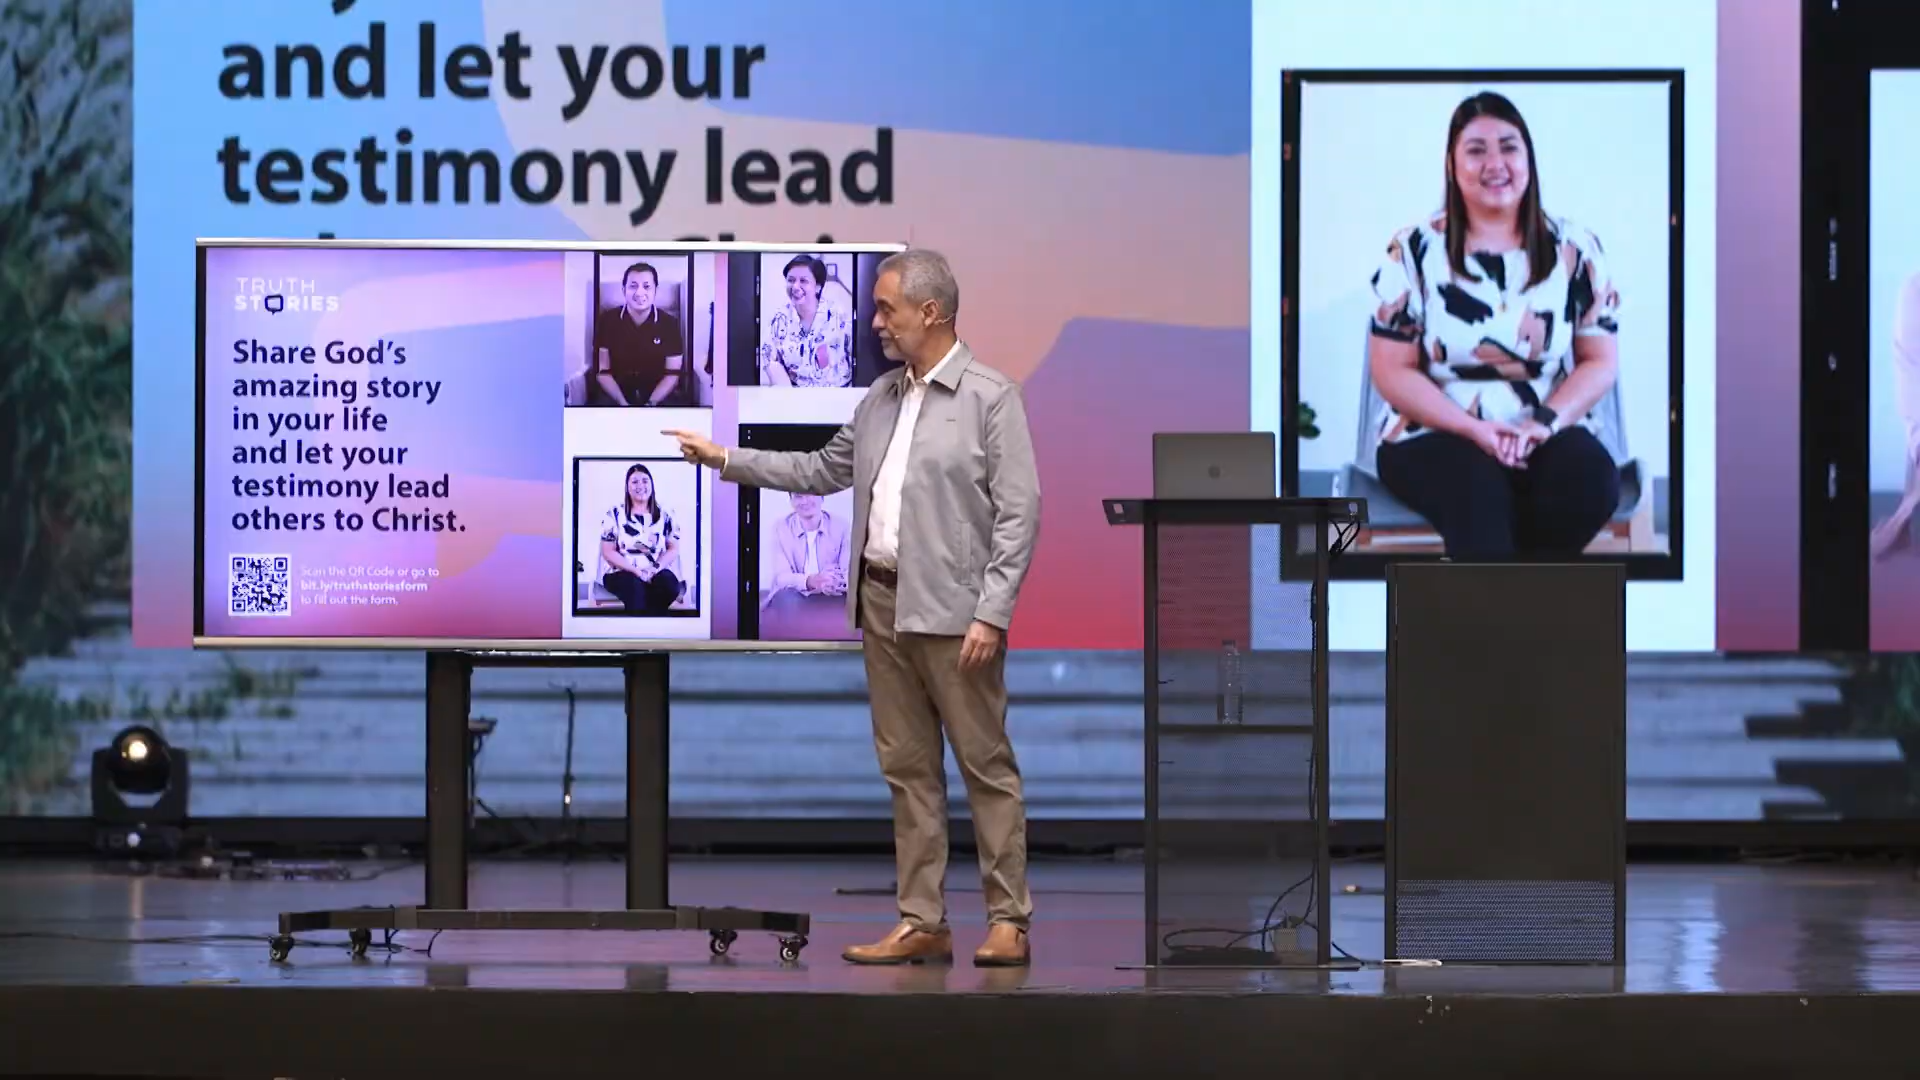 and let your
testimony lead
TRUTH
STORIES
Share God's
amazing story
in your life
and let your
testimony lead
others to Christ.
Scan the QR Code or go to
bit.ly/truthstoriesform
to fill out the form.